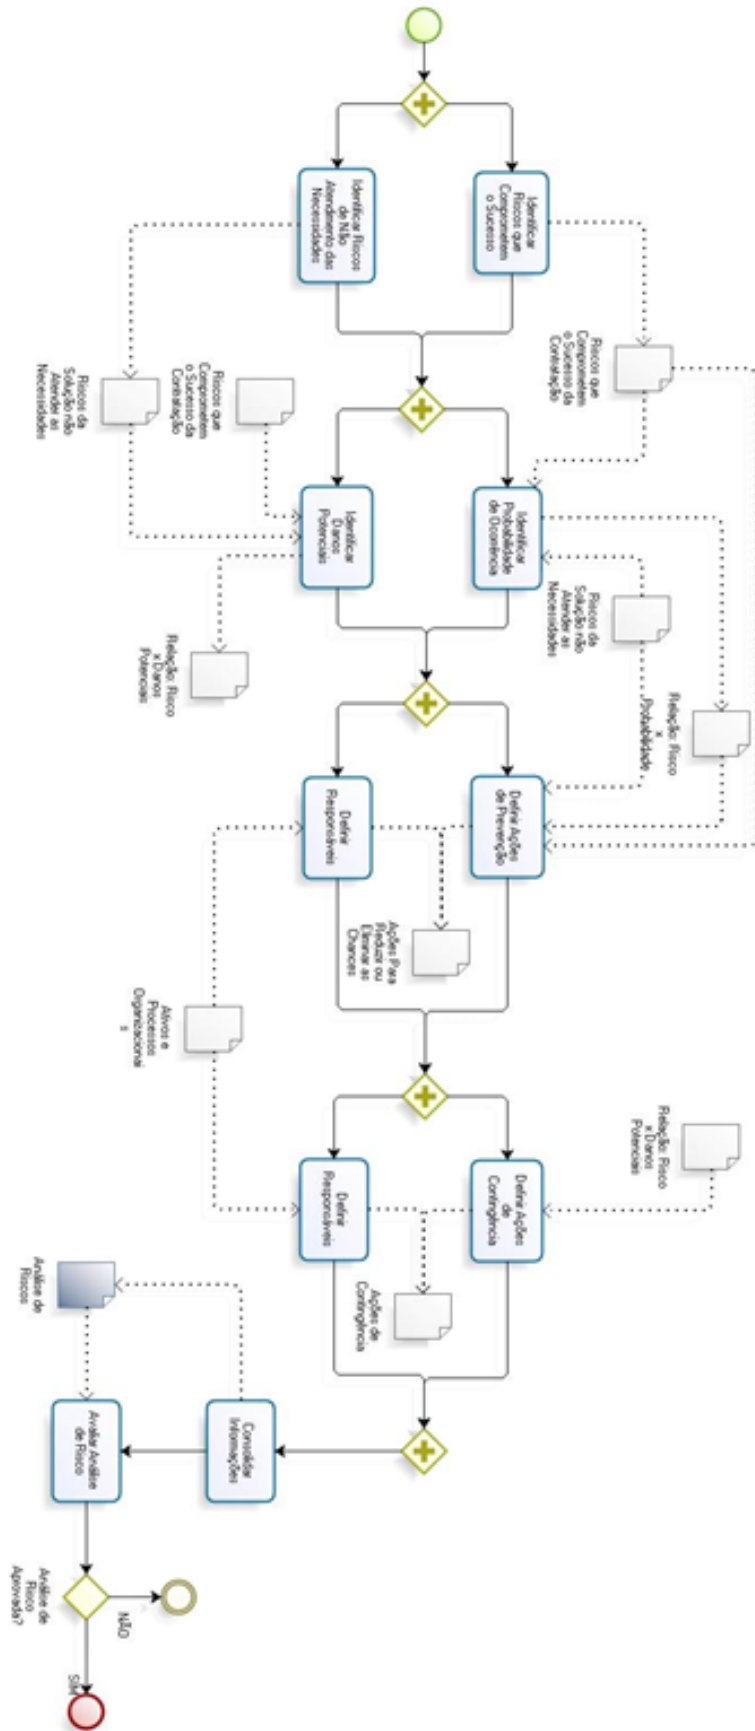 Identificar
Riscos que
Comprometem
o Sucesso
Identificar Riscos
de Não
Atendimento das
Necessidades
Riscos que
Comprometem
o Sucesso da
Contratação
Riscos que
Comprometem
o Sucesso da
Contratação
Riscos da
Solução não
Atender as
Necessidades
Identificar
Probabilidade
de Ocorrência
Identificar
Danos
Potenciais
Riscos da
Solução não
Atender as
Necessidades
Relação: Risco
x
Probabilidade
Relação: Risco
x Danos
Potenciais
Definir Ações
de Prevenção
Definir
Responsáveis
Ações Para
Reduzir ou
Eliminar as
Chances
Ativos e
Processos
Organizacionai
s
Relação: Risco
x Danos
Potenciais
Definir Ações
de
Contingência
Definir
Responsáveis
Ações de
Contingência
Consolidar
Informações
Análise de
Riscos
Avaliar Análise
de Risco
Análise de
Risco
Aprovada?
NÃO
SIM